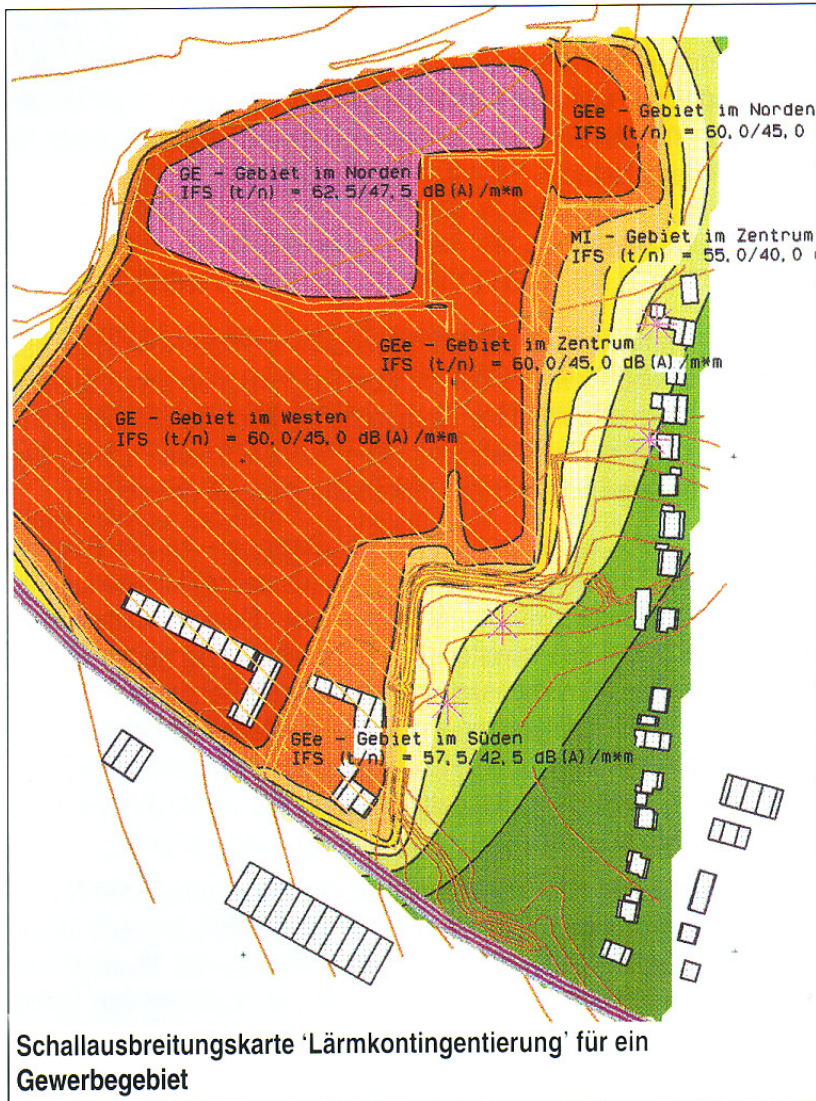 GEe - Gebiet im Norden
IFS (t/n) = 60,0/45,0
GE - Gebiet im Norden
IFS (t/n) = 62,5/47,5 dB(A)/m*m
MI - Gebiet im Zentrum
IFS (t/n) = 55,0/40,0
GEe - Gebiet im Zentrum
IFS (t/n) = 60,0/45,0 dB(A)/m*m
GE - Gebiet im Westen
IFS (t/n) = 60,0/45,0 dB(A)/m*m
GEe - Gebiet im Süden
IFS (t/n) = 57,5/42,5 dB(A)/m*m
Schallausbreitungskarte 'Lärmkontingentierung' für ein
Gewerbegebiet